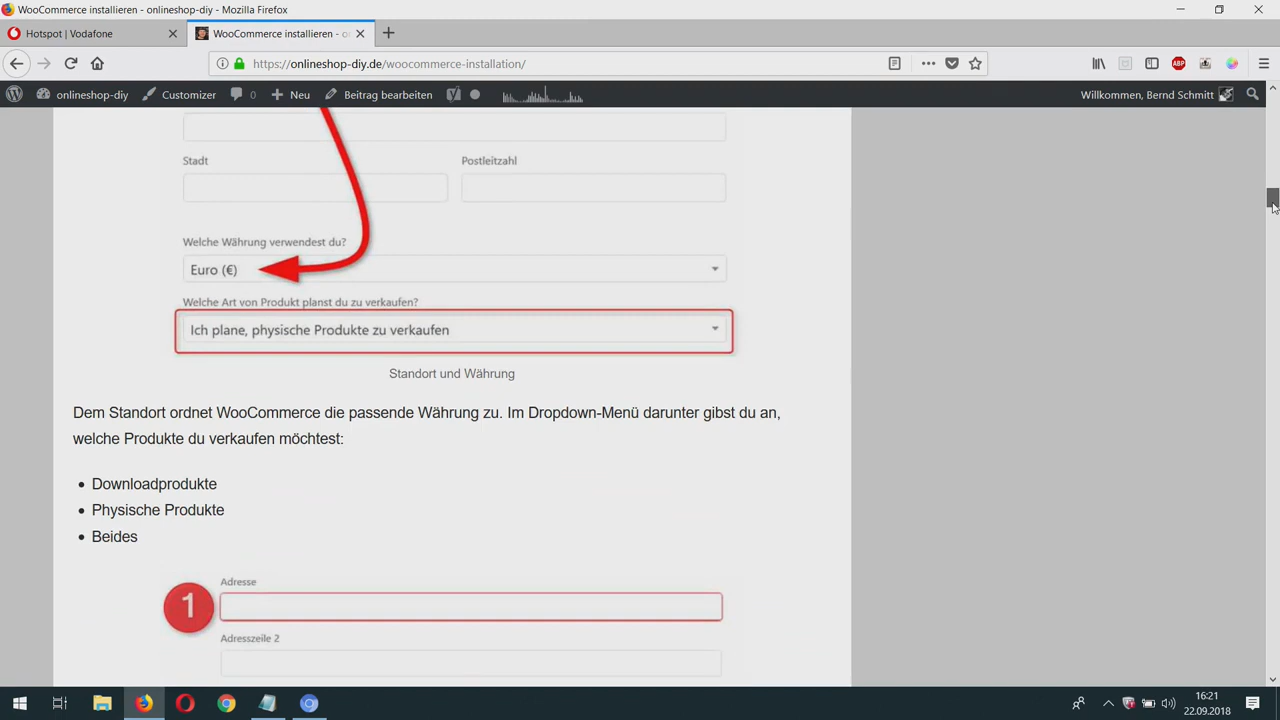 WooCommerce installieren - onlineshop-diy - Mozilla Firefox
Hotspot | Vodafone
WooCommerce installieren - o
https://onlineshop-diy.de/woocommerce-installation/
ABP
onlineshop-diy
Customizer
0
Neu
Beitrag bearbeiten
Willkommen, Bernd Schmitt
Stadt
Postleitzahl
Welche Währung verwendest du?
Euro (€)
Welche Art von Produkt planst du zu verkaufen?
Ich plane, physische Produkte zu verkaufen
Standort und Währung
Dem Standort ordnet WooCommerce die passende Währung zu. Im Dropdown-Menü darunter gibst du an,
welche Produkte du verkaufen möchtest:
Downloadprodukte
Physische Produkte
Beides
Adresse
1
Adresszeile 2
16:21
22.09.2018